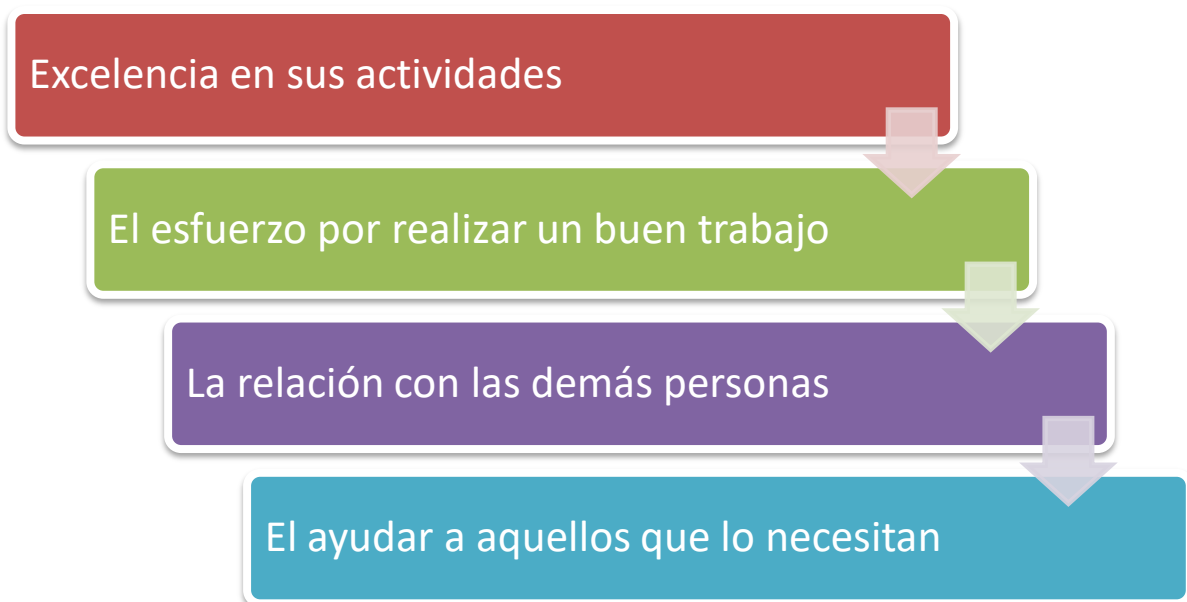 Excelencia en sus actividades
El esfuerzo por realizar un buen trabajo
La relación con las demás personas
El ayudar a aquellos que lo necesitan